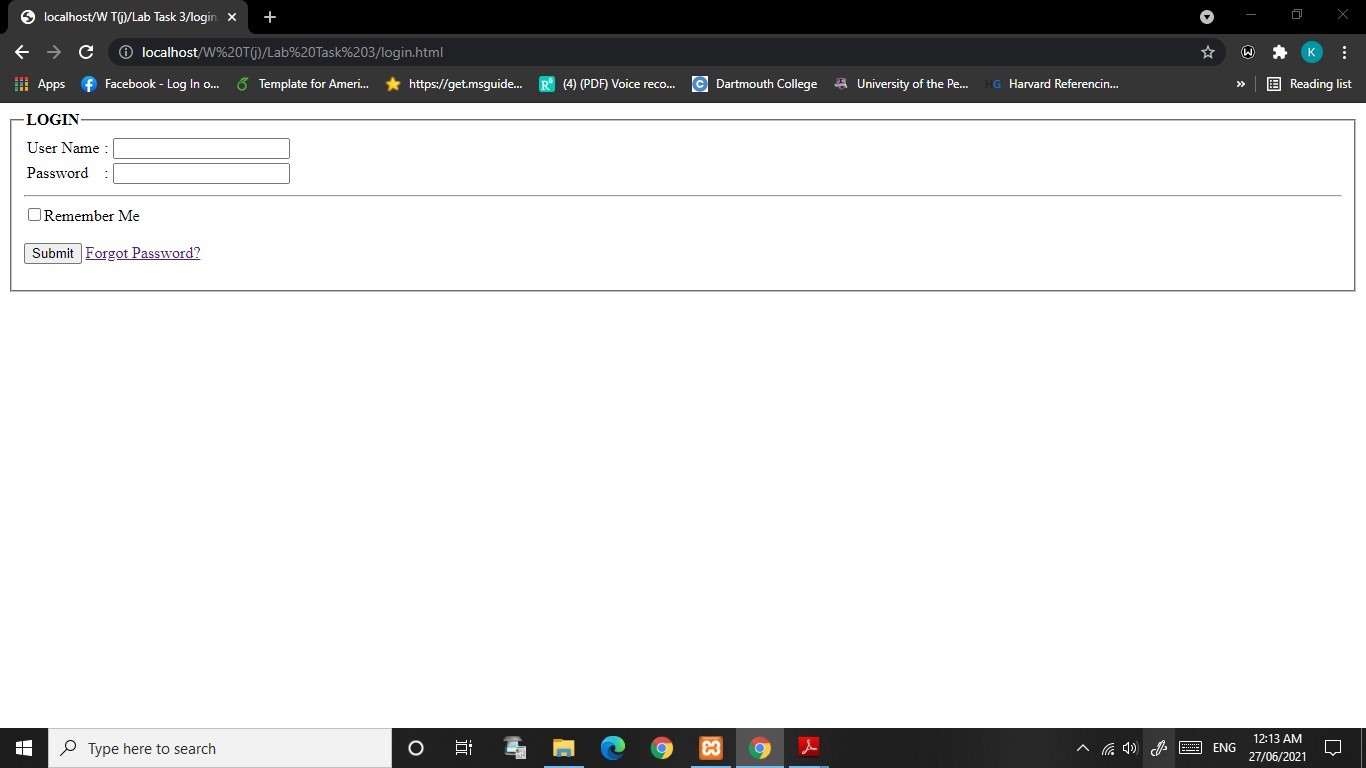 localhost/W T(j)/Lab Task 3/login
localhost/W%20T(j)/Lab%20Task%203/login.html
K
Apps Facebook - Log In o... Template for Ameri... https://get.msguide... (4) (PDF) Voice reco... Dartmouth College University of the Pe... HG Harvard Referencin... » Reading list
LOGIN
User Name :
Password :
Remember Me
Submit Forgot Password?
Type here to search
ENG
12:13 AM
27/06/2021